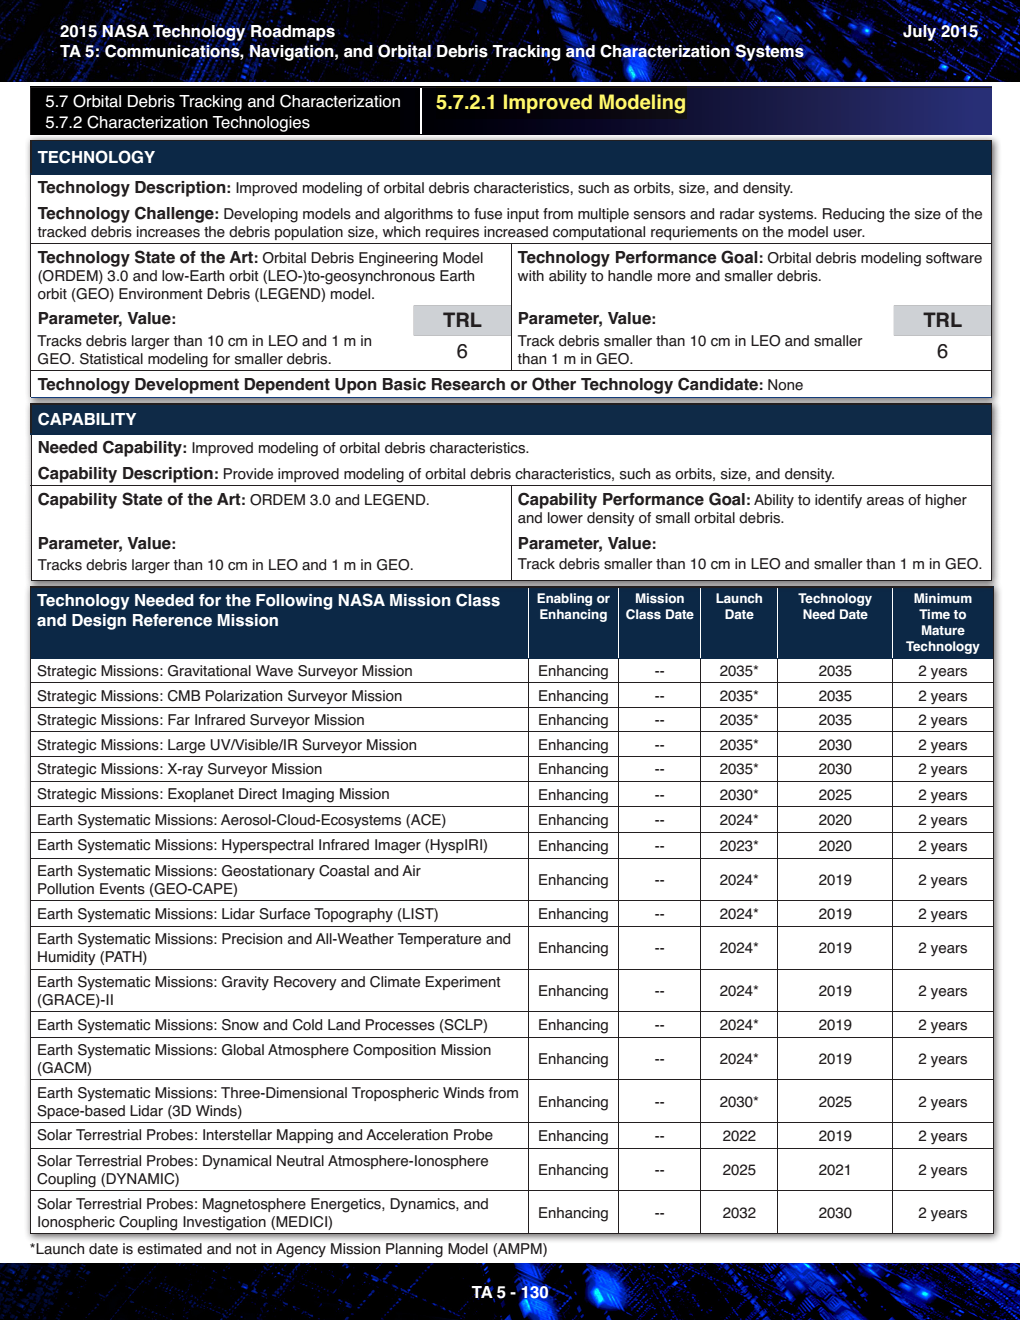 2015 NASA Technology Roadmaps
July 2015
TA 5: Communications, Navigation, and Orbital Debris Tracking and Characterization Systems
5.7 Orbital Debris Tracking and Characterization
5.7.2 Characterization Technologies
5.7.2.1 Improved Modeling
TECHNOLOGY
Technology Description: Improved modeling of orbital debris characteristics, such as orbits, size, and density.
Technology Challenge: Developing models and algorithms to fuse input from multiple sensors and radar systems. Reducing the size of the
tracked debris increases the debris population size, which requires increased computational requriements on the model user.
Technology State of the Art: Orbital Debris Engineering Model
(ORDEM) 3.0 and low-Earth orbit (LEO-)to-geosynchronous Earth
orbit (GEO) Environment Debris (LEGEND) model.
Parameter, Value:
Tracks debris larger than 10 cm in LEO and 1 m in
GEO. Statistical modeling for smaller debris.
TRL
6
Technology Performance Goal: Orbital debris modeling software
with ability to handle more and smaller debris.
Parameter, Value:
Track debris smaller than 10 cm in LEO and smaller
than 1 m in GEO.
TRL
6
Technology Development Dependent Upon Basic Research or Other Technology Candidate: None
CAPABILITY
Needed Capability: Improved modeling of orbital debris characteristics.
Capability Description: Provide improved modeling of orbital debris characteristics, such as orbits, size, and density.
Capability State of the Art: ORDEM 3.0 and LEGEND.
Parameter, Value:
Tracks debris larger than 10 cm in LEO and 1 m in GEO.
Capability Performance Goal: Ability to identify areas of higher
and lower density of small orbital debris.
Parameter, Value:
Track debris smaller than 10 cm in LEO and smaller than 1 m in GEO.
Technology Needed for the Following NASA Mission Class
and Design Reference Mission
Enabling or
Enhancing
Mission
Class Date
Launch
Date
Technology
Need Date
Minimum
Time to
Mature
Technology
Strategic Missions: Gravitational Wave Surveyor Mission Enhancing -- 2035* 2035 2 years
Strategic Missions: CMB Polarization Surveyor Mission Enhancing -- 2035* 2035 2 years
Strategic Missions: Far Infrared Surveyor Mission Enhancing -- 2035* 2035 2 years
Strategic Missions: Large UV/Visible/IR Surveyor Mission Enhancing -- 2035* 2030 2 years
Strategic Missions: X-ray Surveyor Mission Enhancing -- 2035* 2030 2 years
Strategic Missions: Exoplanet Direct Imaging Mission Enhancing -- 2030* 2025 2 years
Earth Systematic Missions: Aerosol-Cloud-Ecosystems (ACE) Enhancing -- 2024* 2020 2 years
Earth Systematic Missions: Hyperspectral Infrared Imager (HyspIRI) Enhancing -- 2023* 2020 2 years
Earth Systematic Missions: Geostationary Coastal and Air
Pollution Events (GEO-CAPE) Enhancing -- 2024* 2019 2 years
Earth Systematic Missions: Lidar Surface Topography (LIST) Enhancing -- 2024* 2019 2 years
Earth Systematic Missions: Precision and All-Weather Temperature and
Humidity (PATH) Enhancing -- 2024* 2019 2 years
Earth Systematic Missions: Gravity Recovery and Climate Experiment
(GRACE)-II Enhancing -- 2024* 2019 2 years
Earth Systematic Missions: Snow and Cold Land Processes (SCLP) Enhancing -- 2024* 2019 2 years
Earth Systematic Missions: Global Atmosphere Composition Mission
(GACM) Enhancing -- 2024* 2019 2 years
Earth Systematic Missions: Three-Dimensional Tropospheric Winds from
Space-based Lidar (3D Winds) Enhancing -- 2030* 2025 2 years
Solar Terrestrial Probes: Interstellar Mapping and Acceleration Probe Enhancing -- 2022 2019 2 years
Solar Terrestrial Probes: Dynamical Neutral Atmosphere-Ionosphere
Coupling (DYNAMIC) Enhancing -- 2025 2021 2 years
Solar Terrestrial Probes: Magnetosphere Energetics, Dynamics, and
Ionospheric Coupling Investigation (MEDICI) Enhancing -- 2032 2030 2 years
*Launch date is estimated and not in Agency Mission Planning Model (AMPM)
TA 5 - 130